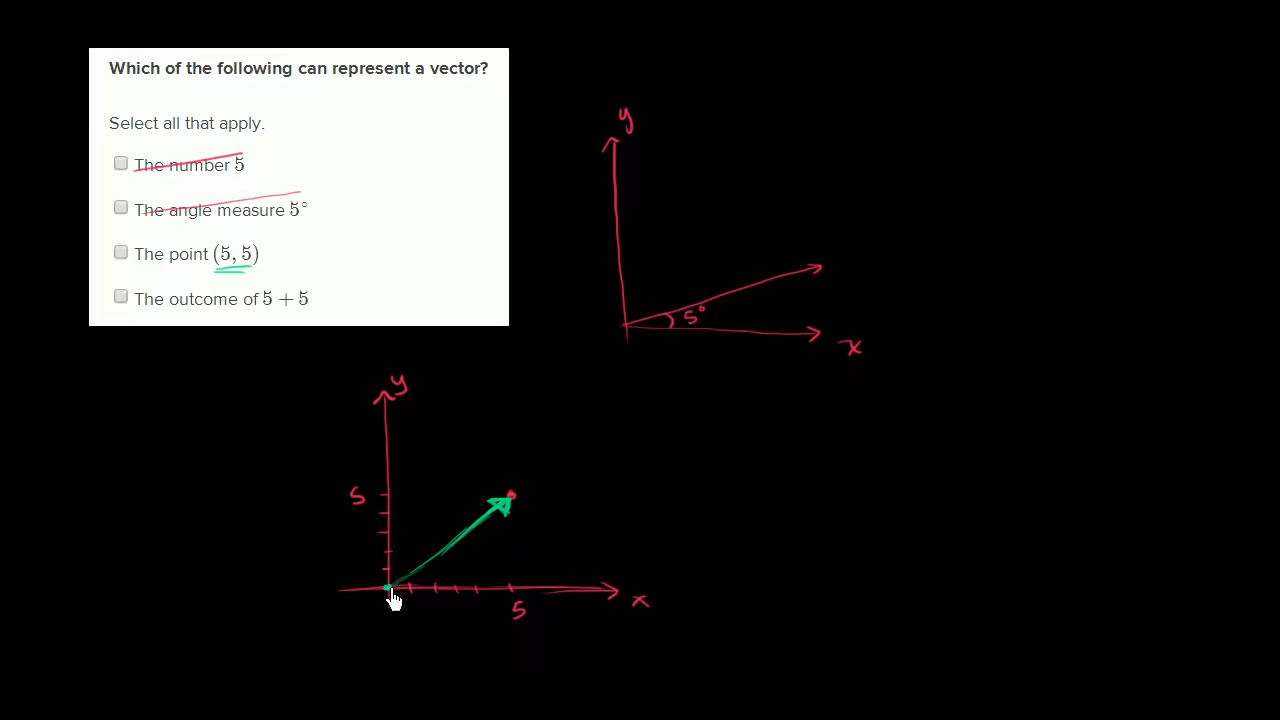 Which of the following can represent a vector?
Select all that apply.
The number 5
The angle measure 5°
The point (5, 5)
The outcome of 5 + 5
y
5°
x
y
5
5
x